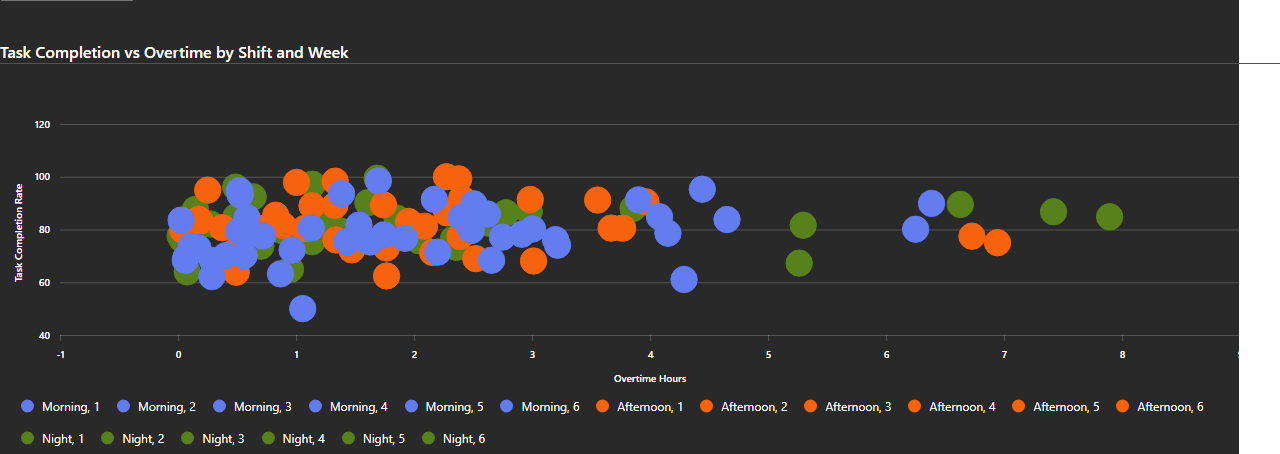 Task Completion vs Overtime by Shift and Week
120
100
80
60
40
Task Completion Rate
-1 0 1 2 3 4 5 6 7 8
Overtime Hours
Morning, 1 Morning, 2 Morning, 3 Morning, 4 Morning, 5 Morning, 6 Afternoon, 1 Afternoon, 2 Afternoon, 3 Afternoon, 4 Afternoon, 5 Afternoon, 6
Night, 1 Night, 2 Night, 3 Night, 4 Night, 5 Night, 6